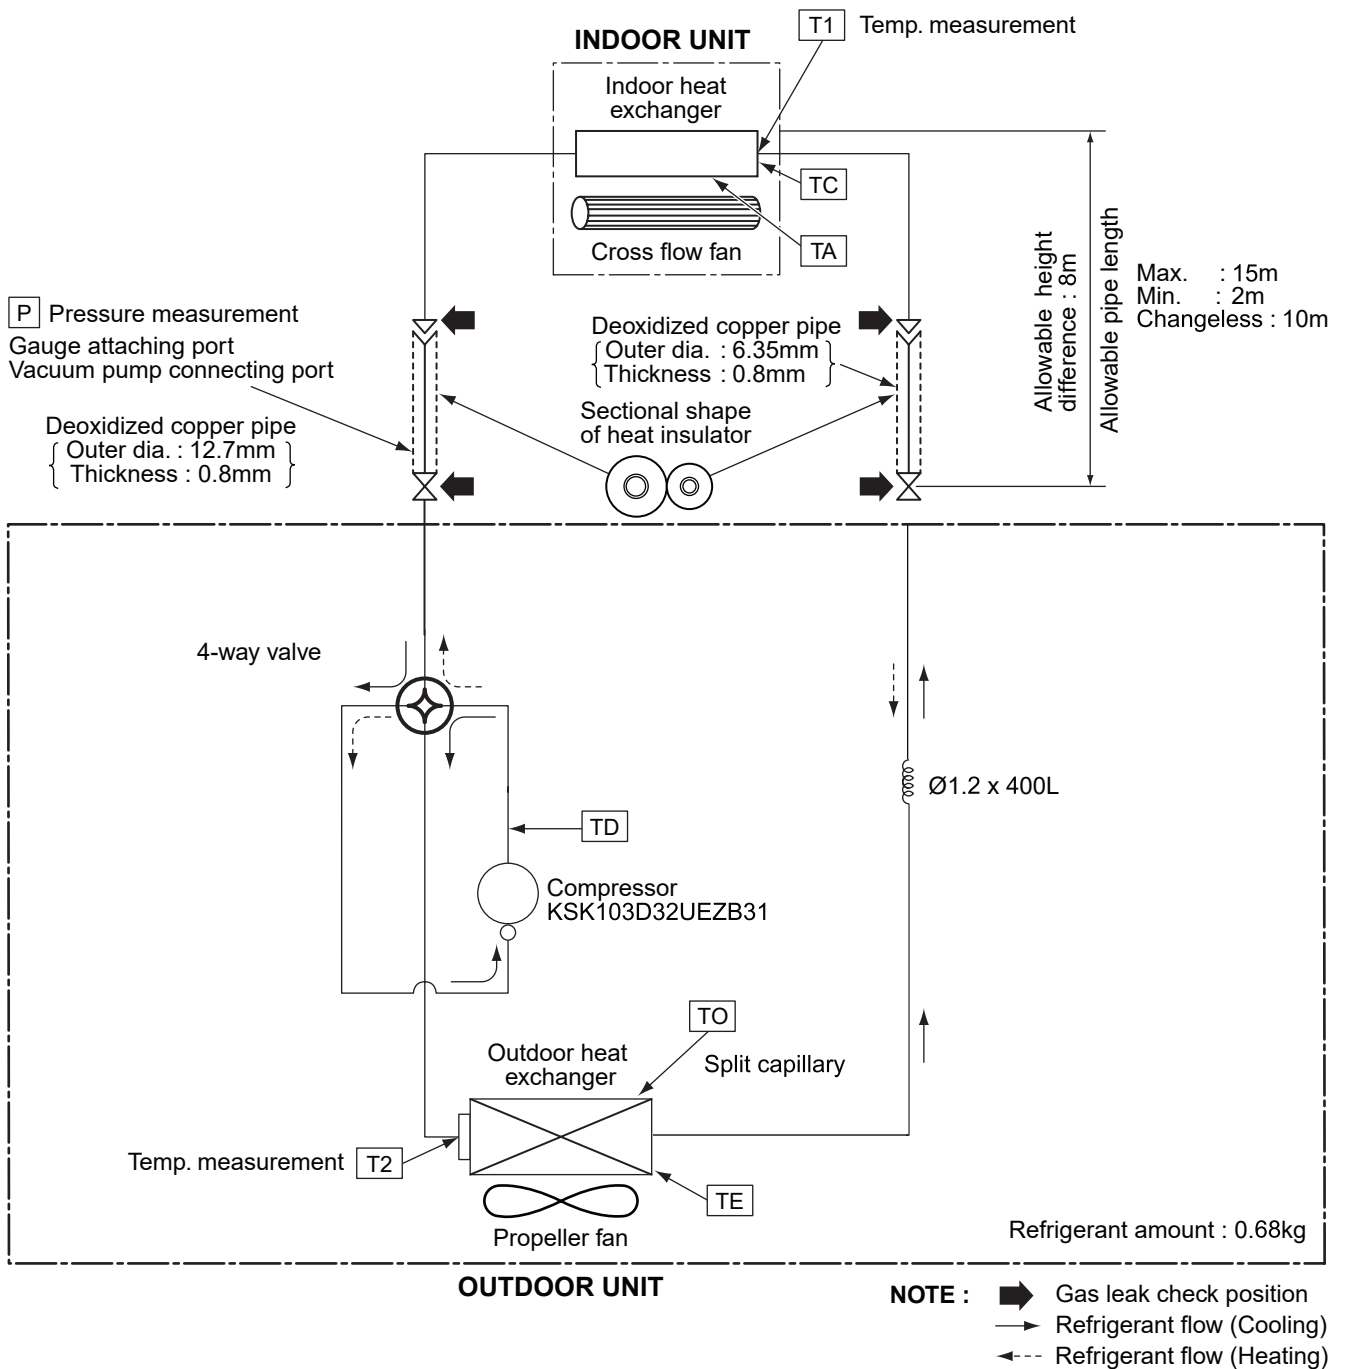 T1 Temp. measurement
INDOOR UNIT
Indoor heat
exchanger
TC
TA
Cross flow fan
Allowable height
difference : 8m
Allowable pipe length
Max. : 15m
Min. : 2m
Changeless : 10m
P Pressure measurement
Gauge attaching port
Vacuum pump connecting port
Deoxidized copper pipe
Outer dia. : 12.7mm
Thickness : 0.8mm
Deoxidized copper pipe
Outer dia. : 6.35mm
Thickness : 0.8mm
Sectional shape
of heat insulator
4-way valve
Ø1.2 x 400L
TD
Compressor
KSK103D32UEZB31
TO
Outdoor heat
exchanger
Split capillary
Temp. measurement T2
TE
Propeller fan
Refrigerant amount : 0.68kg
OUTDOOR UNIT
NOTE :
Gas leak check position
Refrigerant flow (Cooling)
Refrigerant flow (Heating)